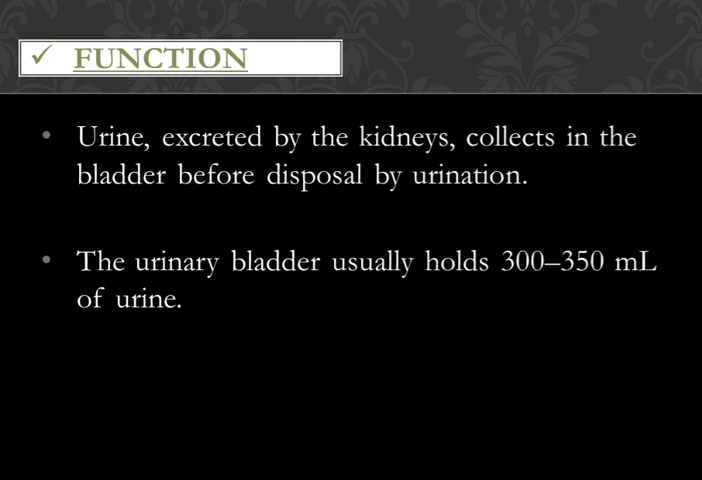 ✓ FUNCTION
• Urine, excreted by the kidneys, collects in the
bladder before disposal by urination.
• The urinary bladder usually holds 300–350 mL
of urine.